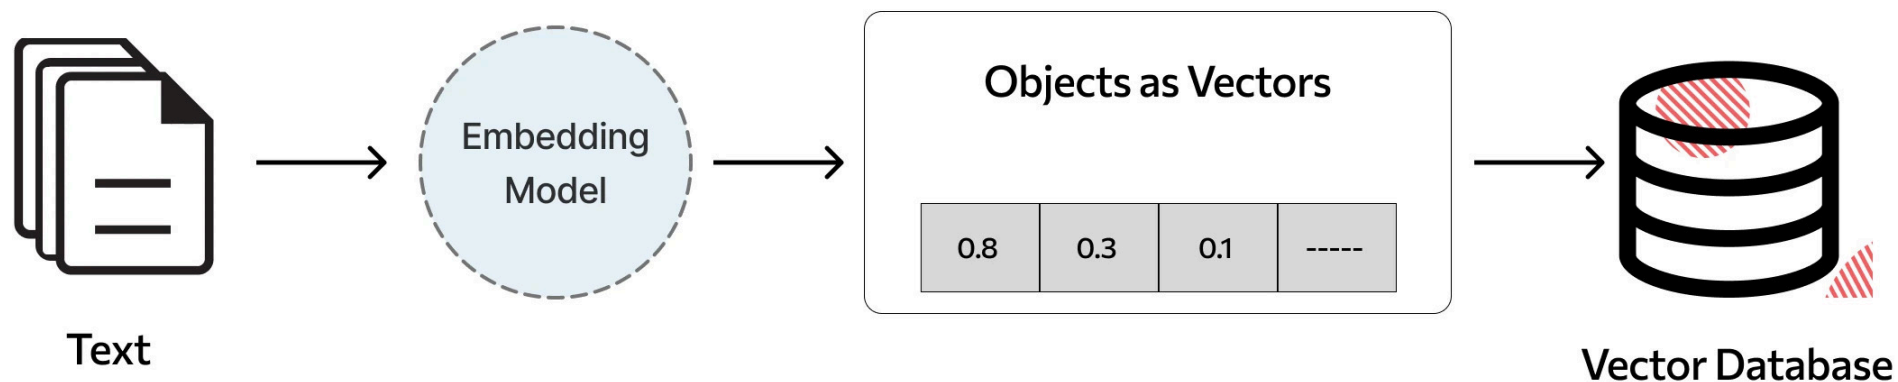 Text
Embedding
Model
Objects as Vectors
0.8 0.3 0.1 -----
Vector Database